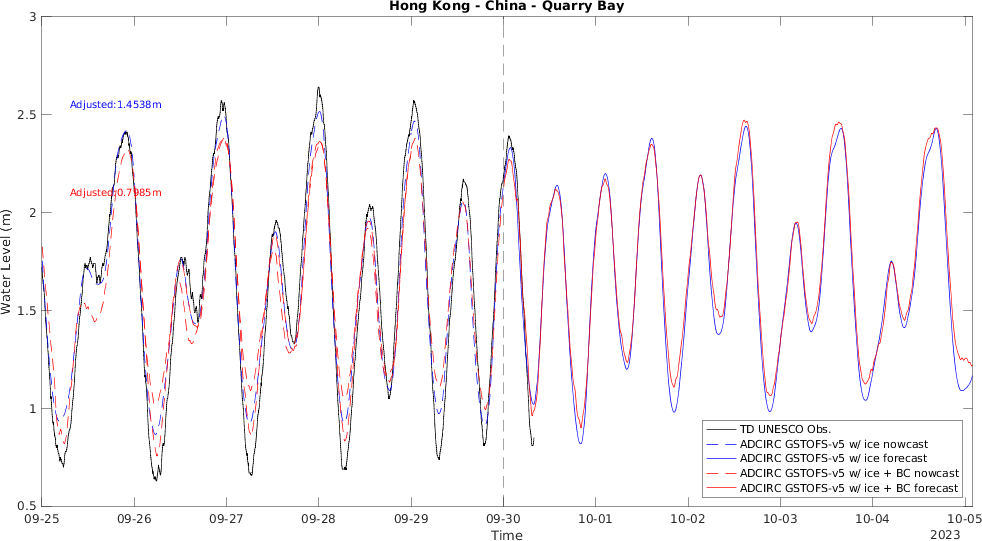 Hong Kong - China - Quarry Bay
3
2.5
2
1.5
1
0.5
Water Level (m)
Adjusted:1.4538m
Adjusted:0.7985m
TD UNESCO Obs.
ADCIRC GSTOFS-v5 w/ ice nowcast
ADCIRC GSTOFS-v5 w/ ice forecast
ADCIRC GSTOFS-v5 w/ ice + BC nowcast
ADCIRC GSTOFS-v5 w/ ice + BC forecast
09-25 09-26 09-27 09-28 09-29 09-30 10-01 10-02 10-03 10-04 10-05
Time
2023